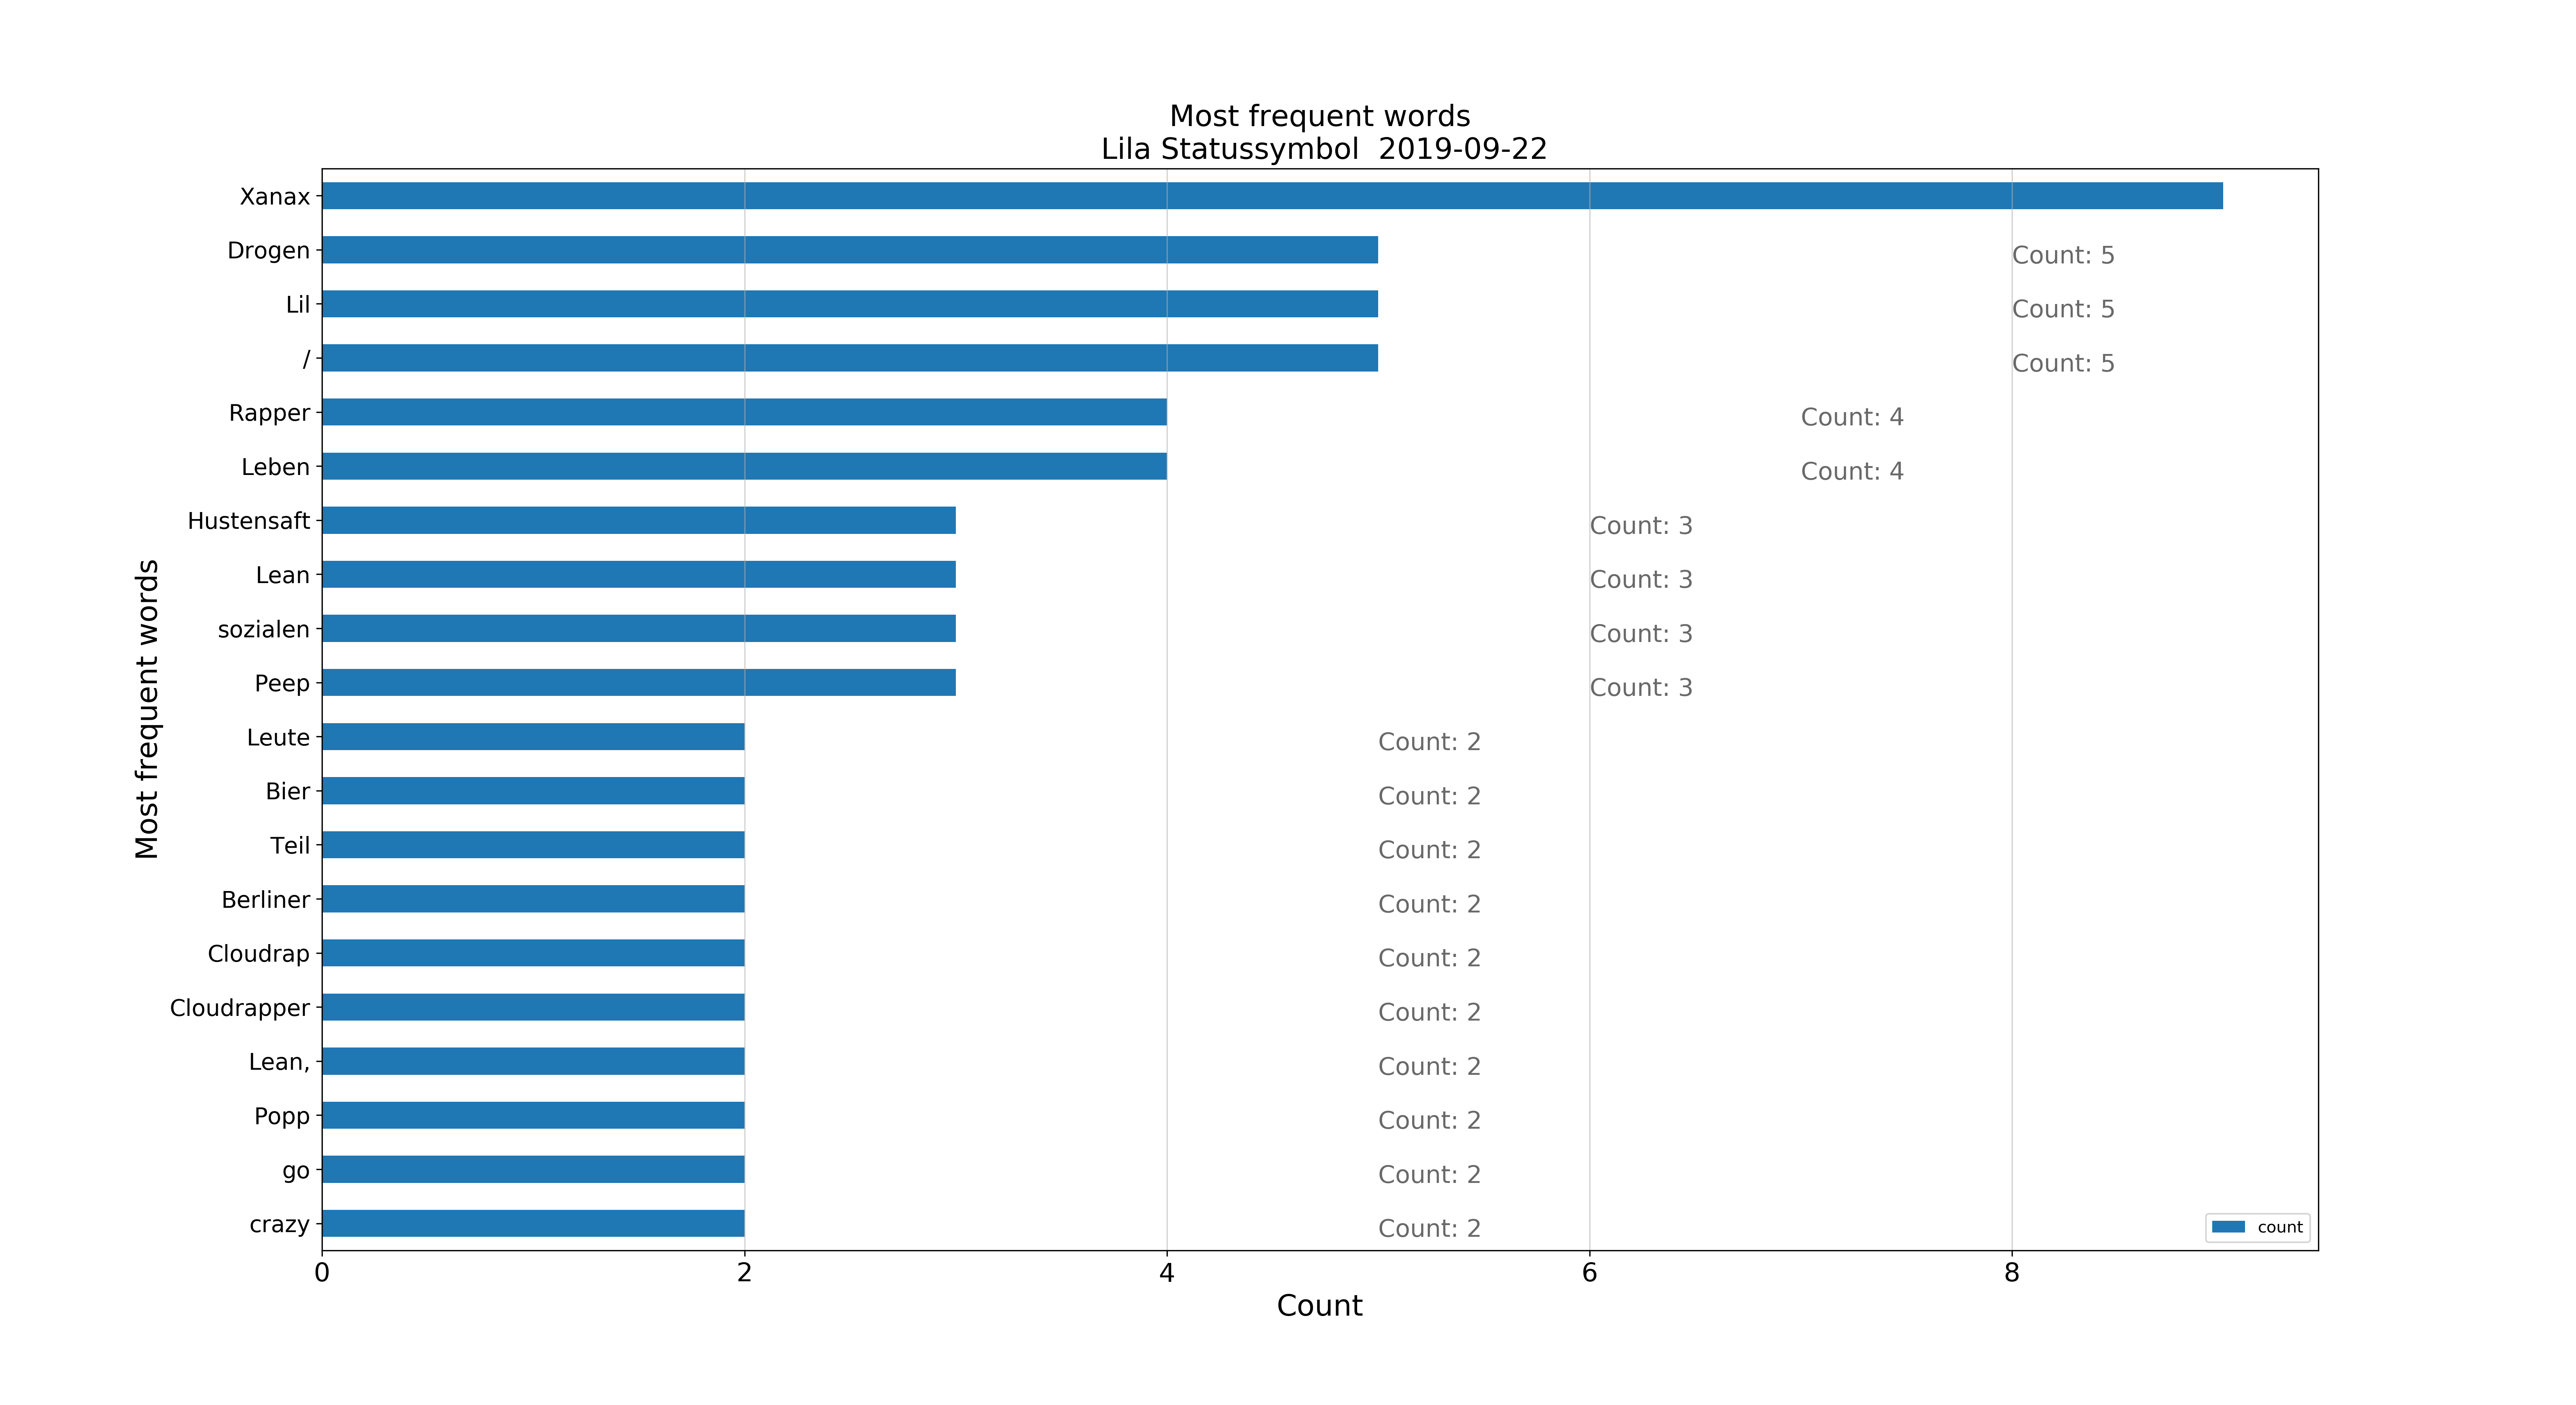 Most frequent words
Lila Statussymbol  2019-09-22
Most frequent words
Xanax
Drogen Count: 5
Lil Count: 5
/ Count: 5
Rapper Count: 4
Leben Count: 4
Hustensaft Count: 3
Lean Count: 3
sozialen Count: 3
Peep Count: 3
Leute Count: 2
Bier Count: 2
Teil Count: 2
Berliner Count: 2
Cloudrap Count: 2
Cloudrapper Count: 2
Lean, Count: 2
Popp Count: 2
go Count: 2
crazy Count: 2
count
0 2 4 6 8
Count